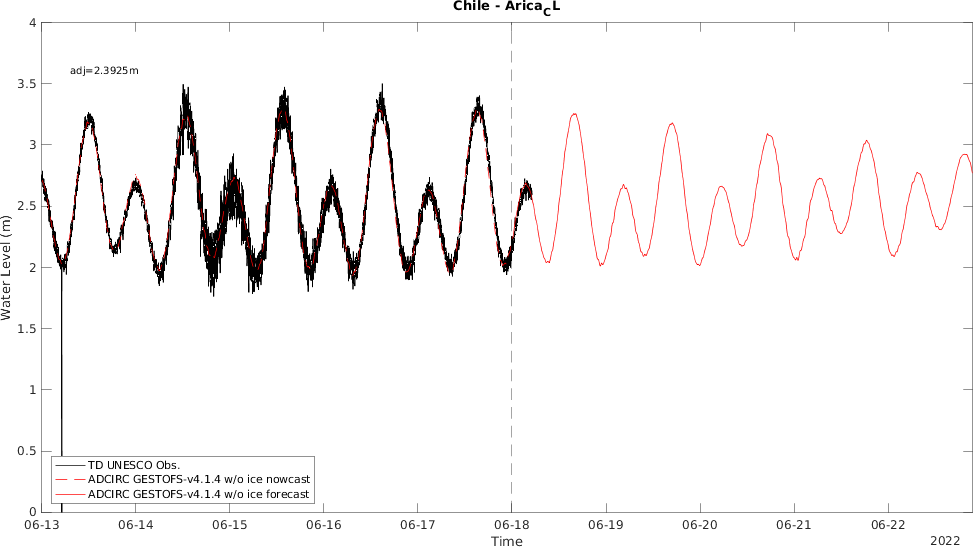 Chile - Arica_CL
4
adj=2.3925m
3.5
3
2.5
2
1.5
1
0.5
0
Water Level (m)
TD UNESCO Obs.
ADCIRC GESTOFS-v4.1.4 w/o ice nowcast
ADCIRC GESTOFS-v4.1.4 w/o ice forecast
06-13 06-14 06-15 06-16 06-17 06-18 06-19 06-20 06-21 06-22
Time
2022